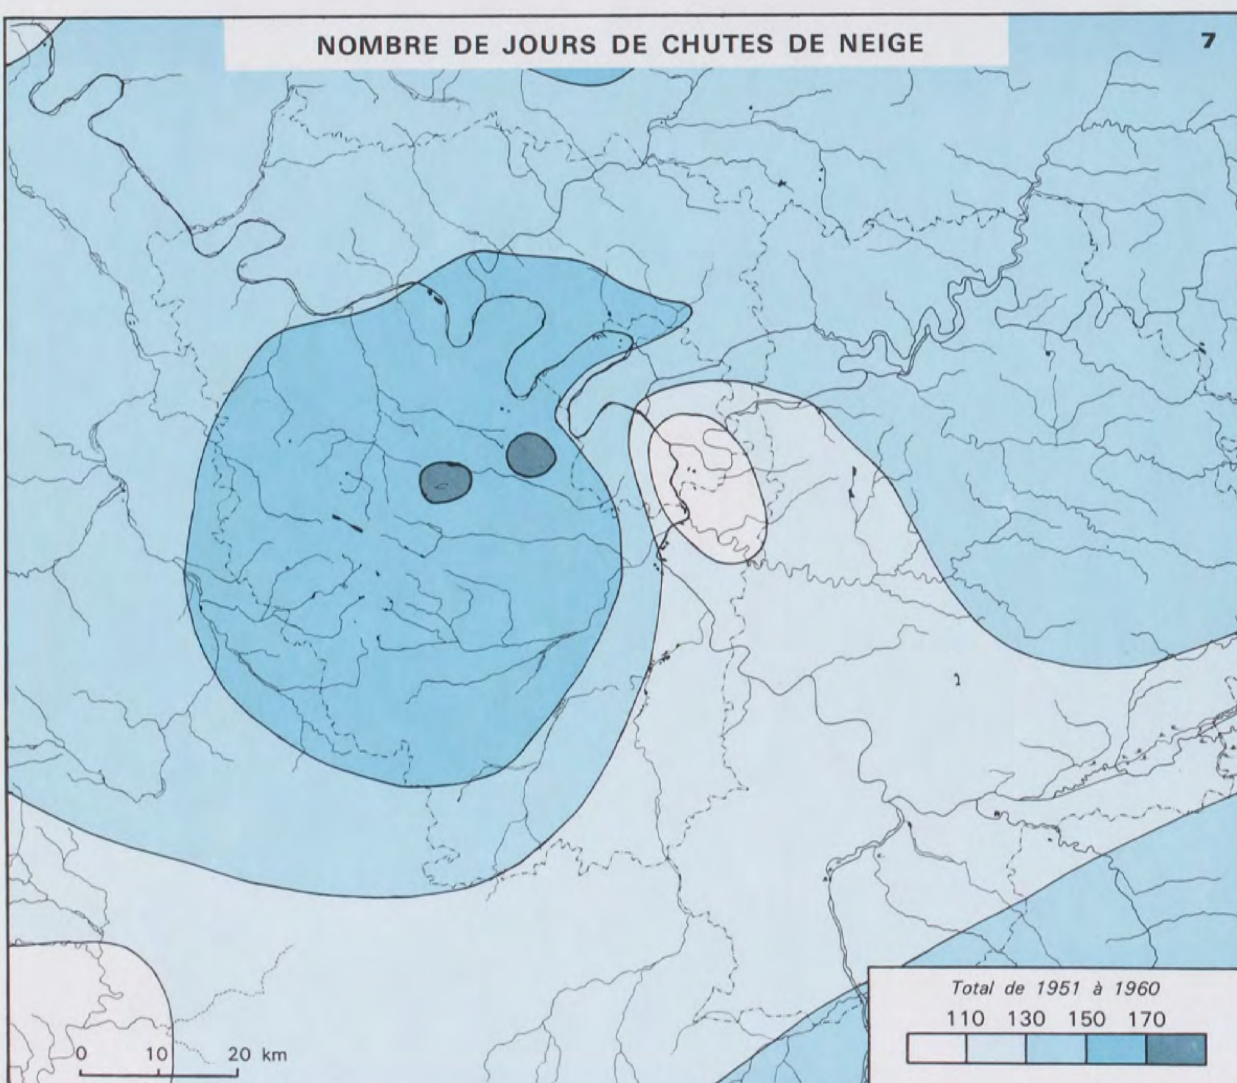 NOMBRE DE JOURS DE CHUTES DE NEIGE
7
Total de 1951 à 1960
110 130 150 170
0 10 20 km